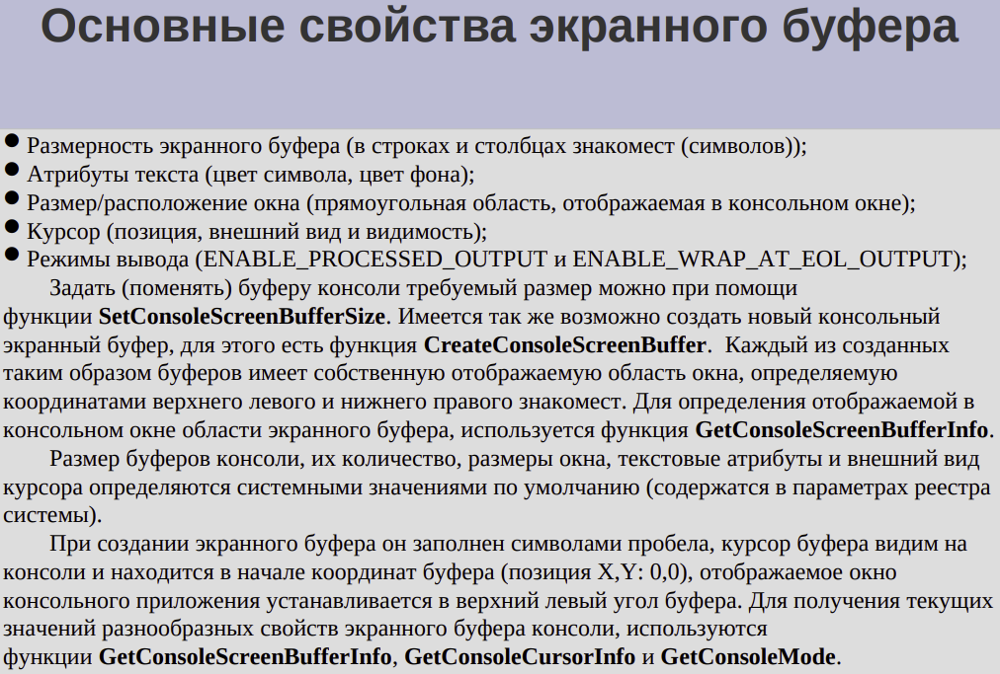 Основные свойства экранного буфера
● Размерность экранного буфера (в строках и столбцах знакомест (символов));
● Атрибуты текста (цвет символа, цвет фона);
● Размер/расположение окна (прямоугольная область, отображаемая в консольном окне);
● Курсор (позиция, внешний вид и видимость);
● Режимы вывода (ENABLE_PROCESSED_OUTPUT и ENABLE_WRAP_AT_EOL_OUTPUT);
Задать (поменять) буферу консоли требуемый размер можно при помощи
функции SetConsoleScreenBufferSize. Имеется так же возможно создать новый консольный
экранный буфер, для этого есть функция CreateConsoleScreenBuffer. Каждый из созданных
таким образом буферов имеет собственную отображаемую область окна, определяемую
координатами верхнего левого и нижнего правого знакомест. Для определения отображаемой в
консольном окне области экранного буфера, используется функция GetConsoleScreenBufferInfo.
Размер буферов консоли, их количество, размеры окна, текстовые атрибуты и внешний вид
курсора определяются системными значениями по умолчанию (содержатся в параметрах реестра
системы).
При создании экранного буфера он заполнен символами пробела, курсор буфера видим на
консоли и находится в начале координат буфера (позиция X,Y: 0,0), отображаемое окно
консольного приложения устанавливается в верхний левый угол буфера. Для получения текущих
значений разнообразных свойств экранного буфера консоли, используются
функции GetConsoleScreenBufferInfo, GetConsoleCursorInfo и GetConsoleMode.